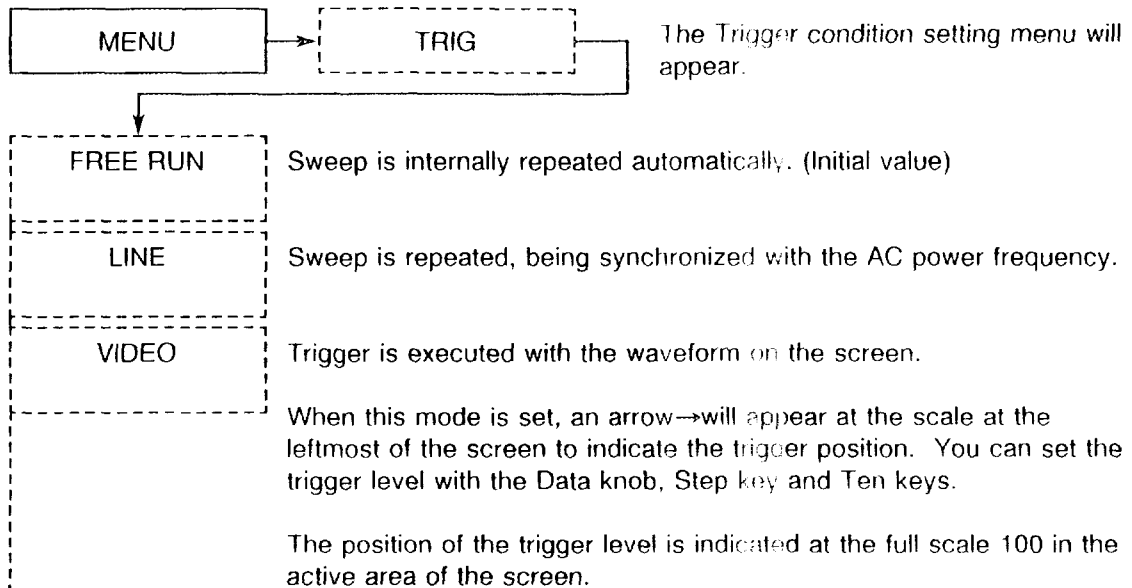 MENU
TRIG
The Trigger condition setting menu will
appear.
FREE RUN
Sweep is internally repeated automatically. (Initial value)
LINE
Sweep is repeated, being synchronized with the AC power frequency.
VIDEO
Trigger is executed with the waveform on the screen.
When this mode is set, an arrow→will appear at the scale at the
leftmost of the screen to indicate the trigger position. You can set the
trigger level with the Data knob, Step key and Ten keys.
The position of the trigger level is indicated at the full scale 100 in the
active area of the screen.